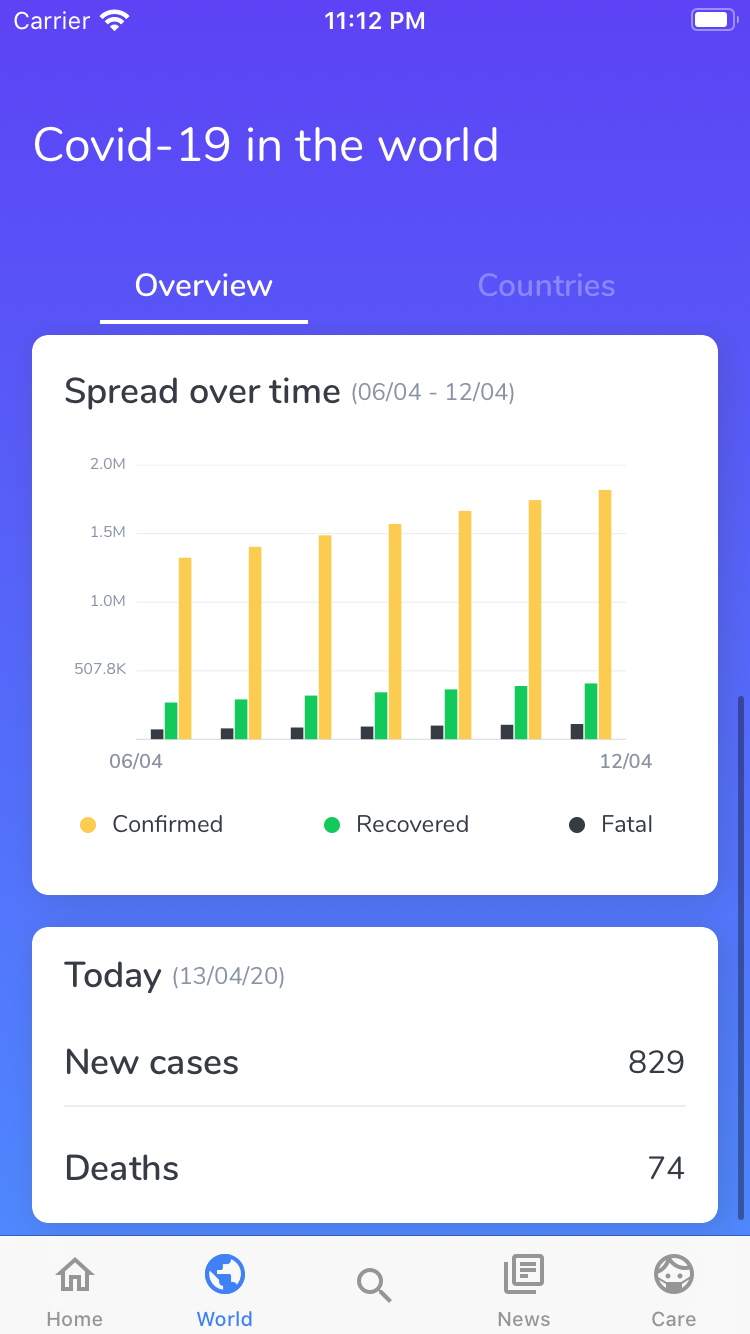 Carrier 11:12 PM
Covid-19 in the world
Overview Countries
Spread over time (06/04 - 12/04)
2.0M
1.5M
1.0M
507.8K
06/04 12/04
Confirmed Recovered Fatal
Today (13/04/20)
New cases 829
Deaths 74
Home World News Care